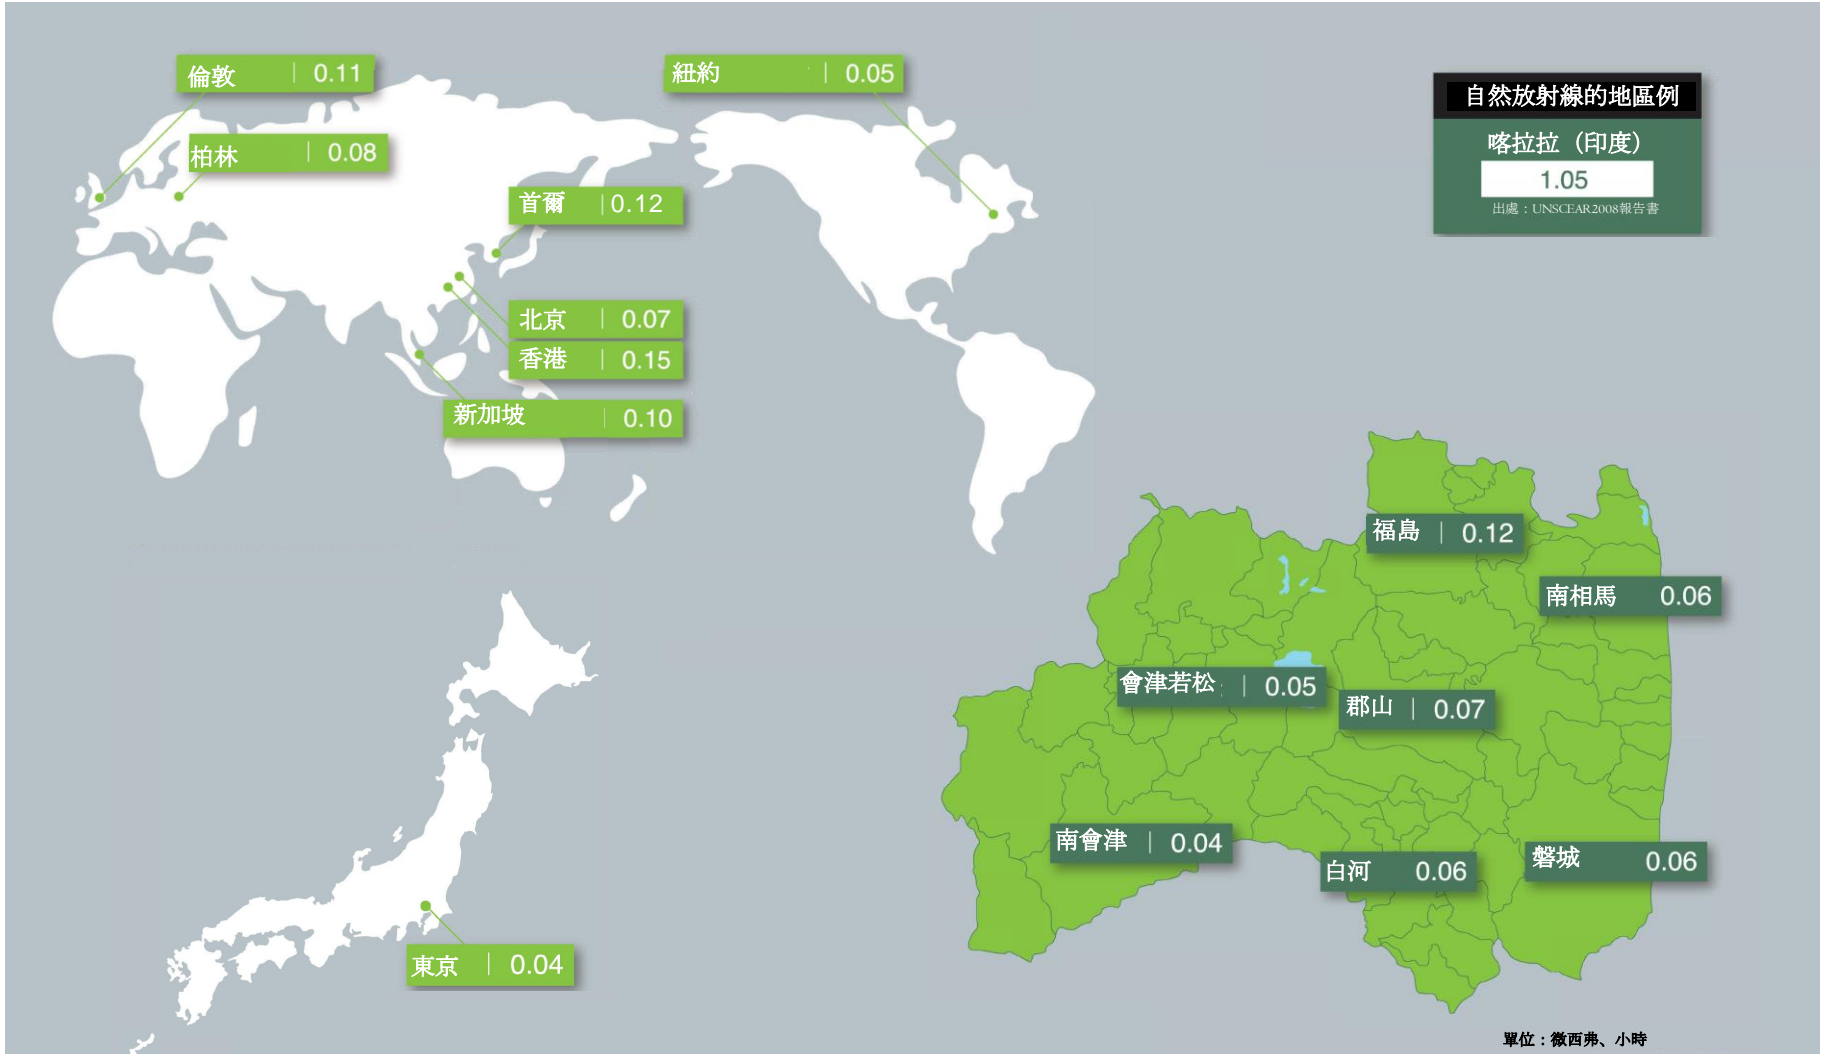 倫敦 | 0.11
紐約 | 0.05
柏林 | 0.08
首爾 | 0.12
北京 | 0.07
香港 | 0.15
新加坡 | 0.10
自然放射線的地區例
喀拉拉（印度）
1.05
出處：UNSCEAR2008報告書
福島 | 0.12
南相馬 0.06
會津若松 | 0.05
郡山 | 0.07
南會津 | 0.04
白河 0.06
磐城 0.06
東京 | 0.04
單位：微西弗、小時